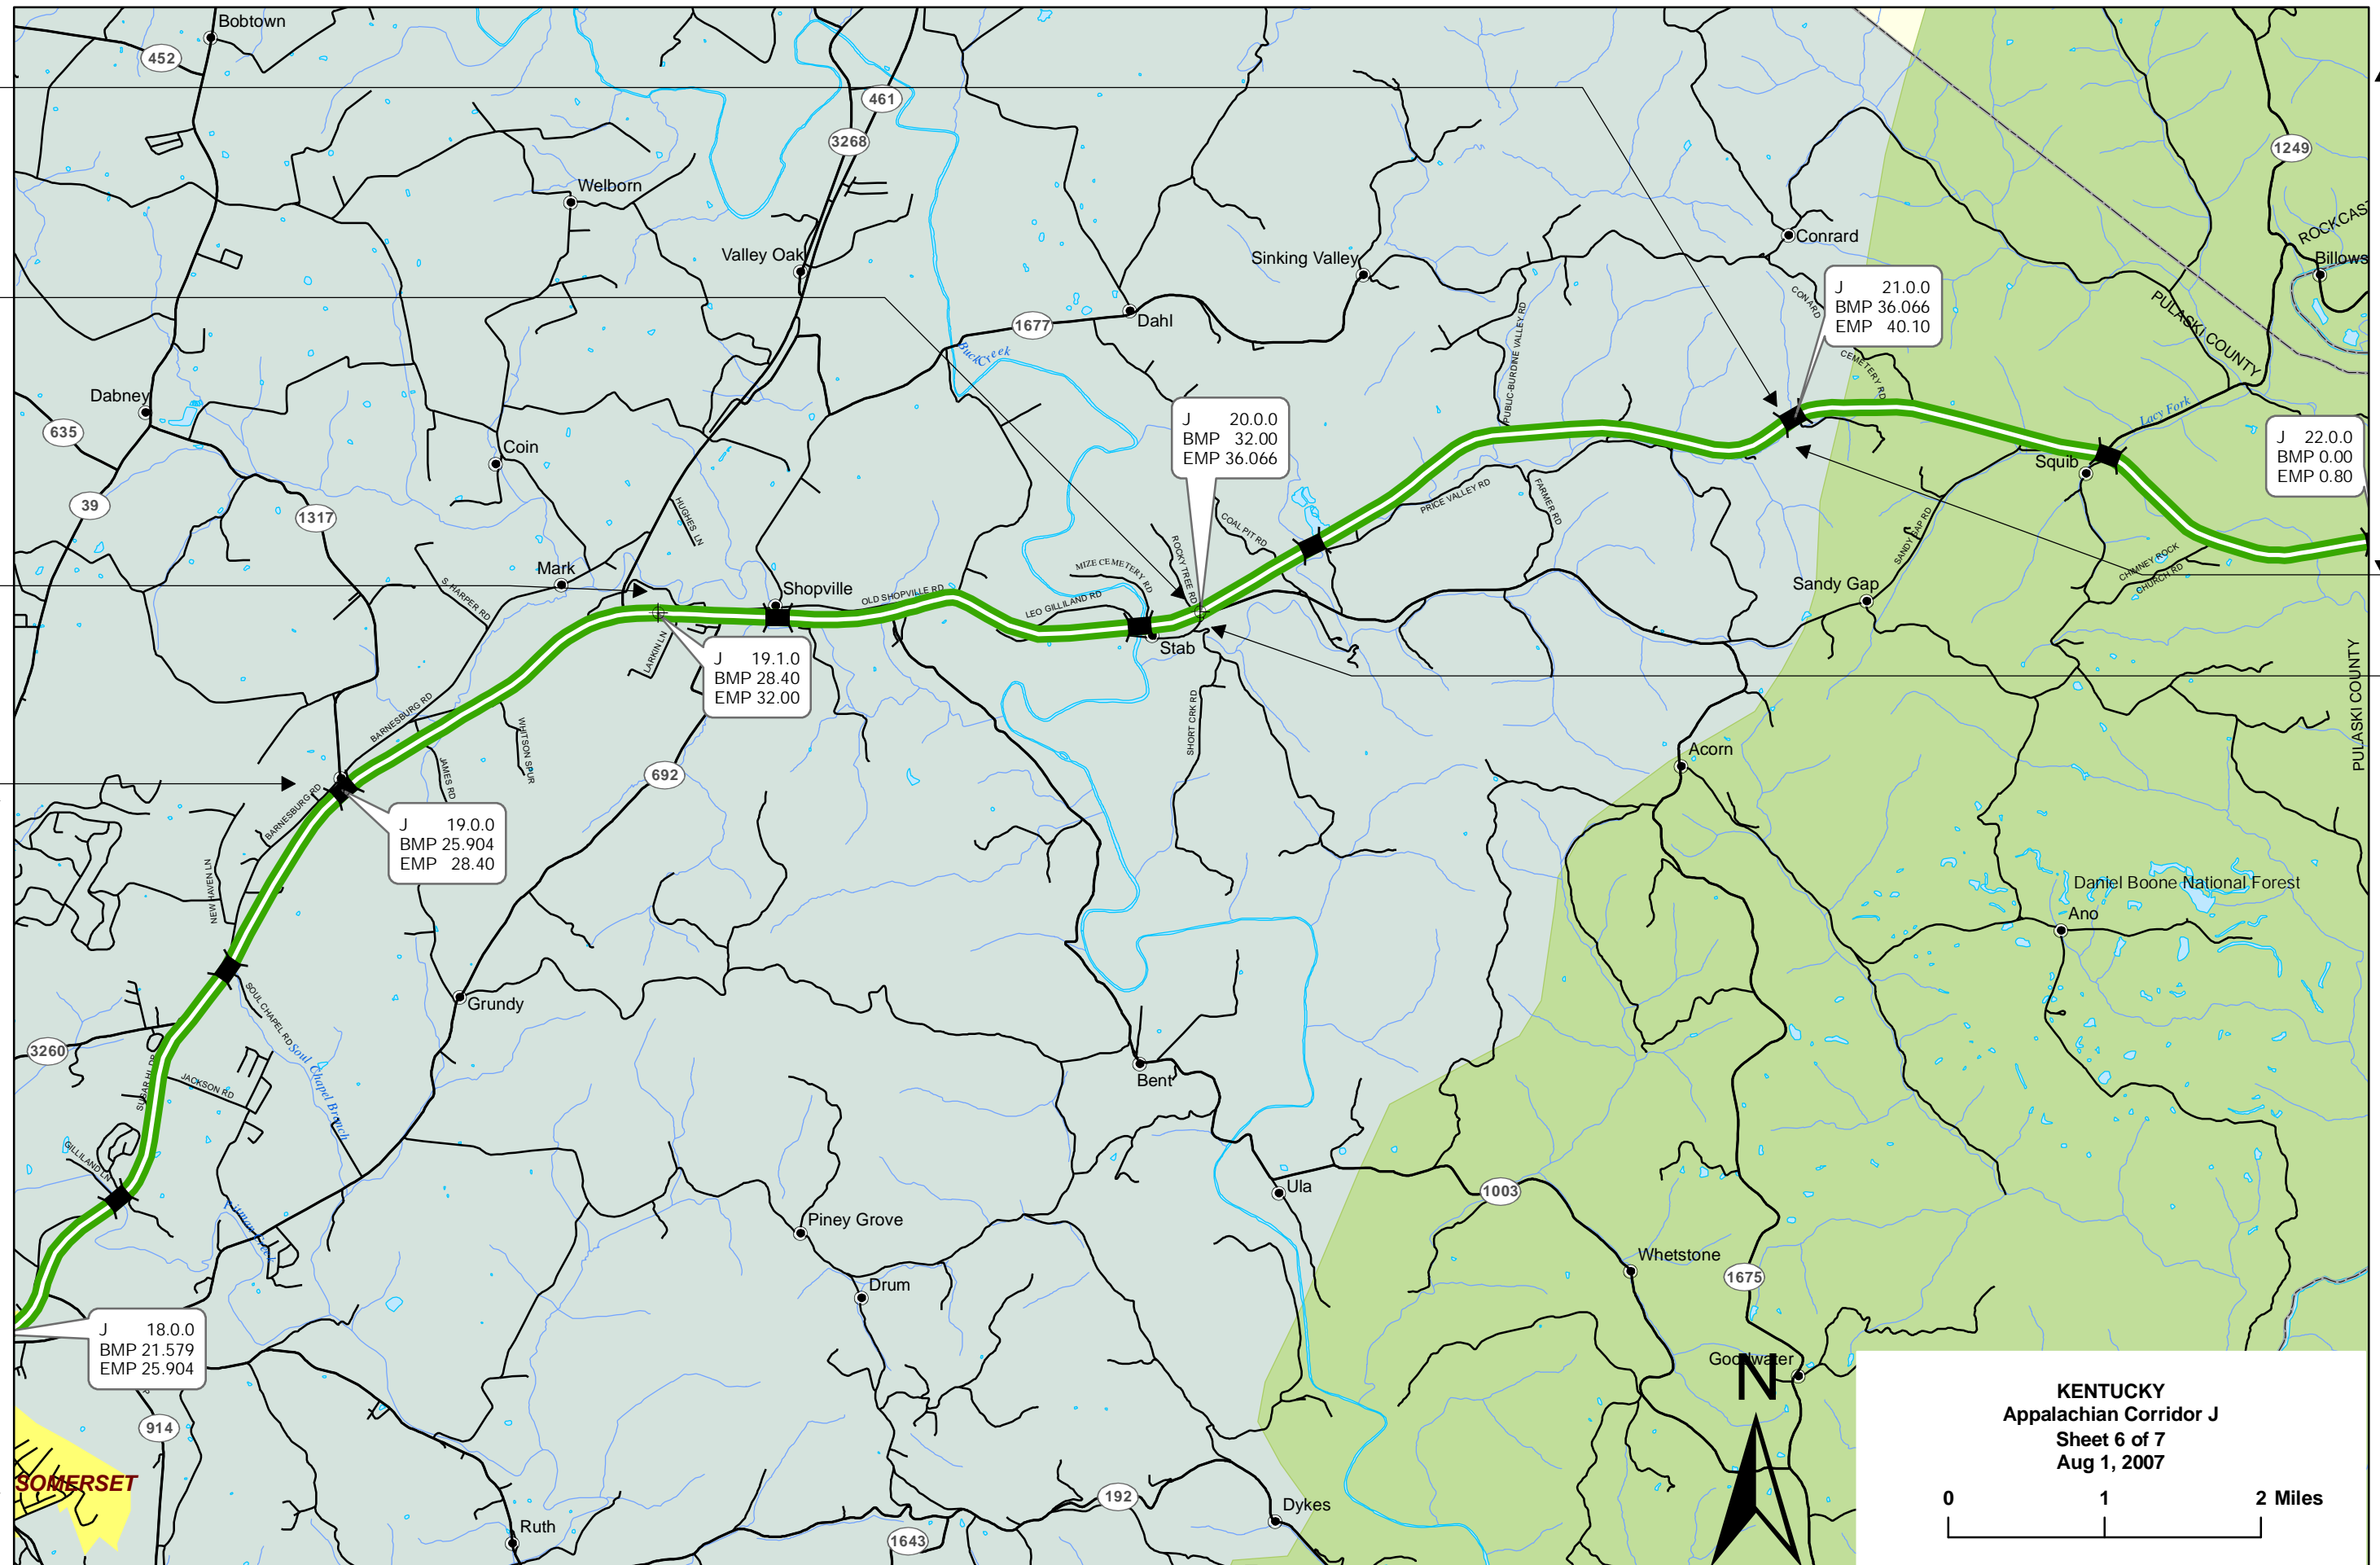 Bobtown
452
461
3268
1249
Welborn
Valley Oak
Sinking Valley
Conrard
ROCKCAS
Billows
J 21.0.0
BMP 36.066
EMP 40.10
CONARD
CEMETERY RD
PULASKI COUNTY
1677
Dahl
Buck Creek
PUBLIC-BURDINE VALLEY RD
Dabney
635
Coin
J 20.0.0
BMP 32.00
EMP 36.066
Lacy Fork
Squib
J 22.0.0
BMP 0.00
EMP 0.80
39
1317
HUGHES LN
COAL PIT RD
PRICE VALLEY RD
FARMER RD
SANDY GAP RD
ROCKY TREE RD
MIZE CEMETERY RD
Mark
S HARPER RD
Shopville
OLD SHOPVILLE RD
LEO GILLILAND RD
CHIMNEY ROCK
CHURCH RD
Sandy Gap
Stab
LARKIN LN
J 19.1.0
BMP 28.40
EMP 32.00
PULASKI COUNTY
BARNESBURG RD
WHITSON SPUR
SHORT CRK RD
JAMES RD
692
Acorn
BARNESBURG RD
J 19.0.0
BMP 25.904
EMP 28.40
NEW HAVEN LN
Daniel Boone National Forest
Ano
Grundy
SOUL CHAPEL RD
3260
Soul Chapel Branch
JACKSON RD
Bent
GILLILAND LN
Ula
1003
Piney Grove
Whetstone
1675
Drum
J 18.0.0
BMP 21.579
EMP 25.904
Goodwater
N
914
SOMERSET
192
Dykes
Ruth
1643
KENTUCKY
Appalachian Corridor J
Sheet 6 of 7
Aug 1, 2007
0 1 2 Miles